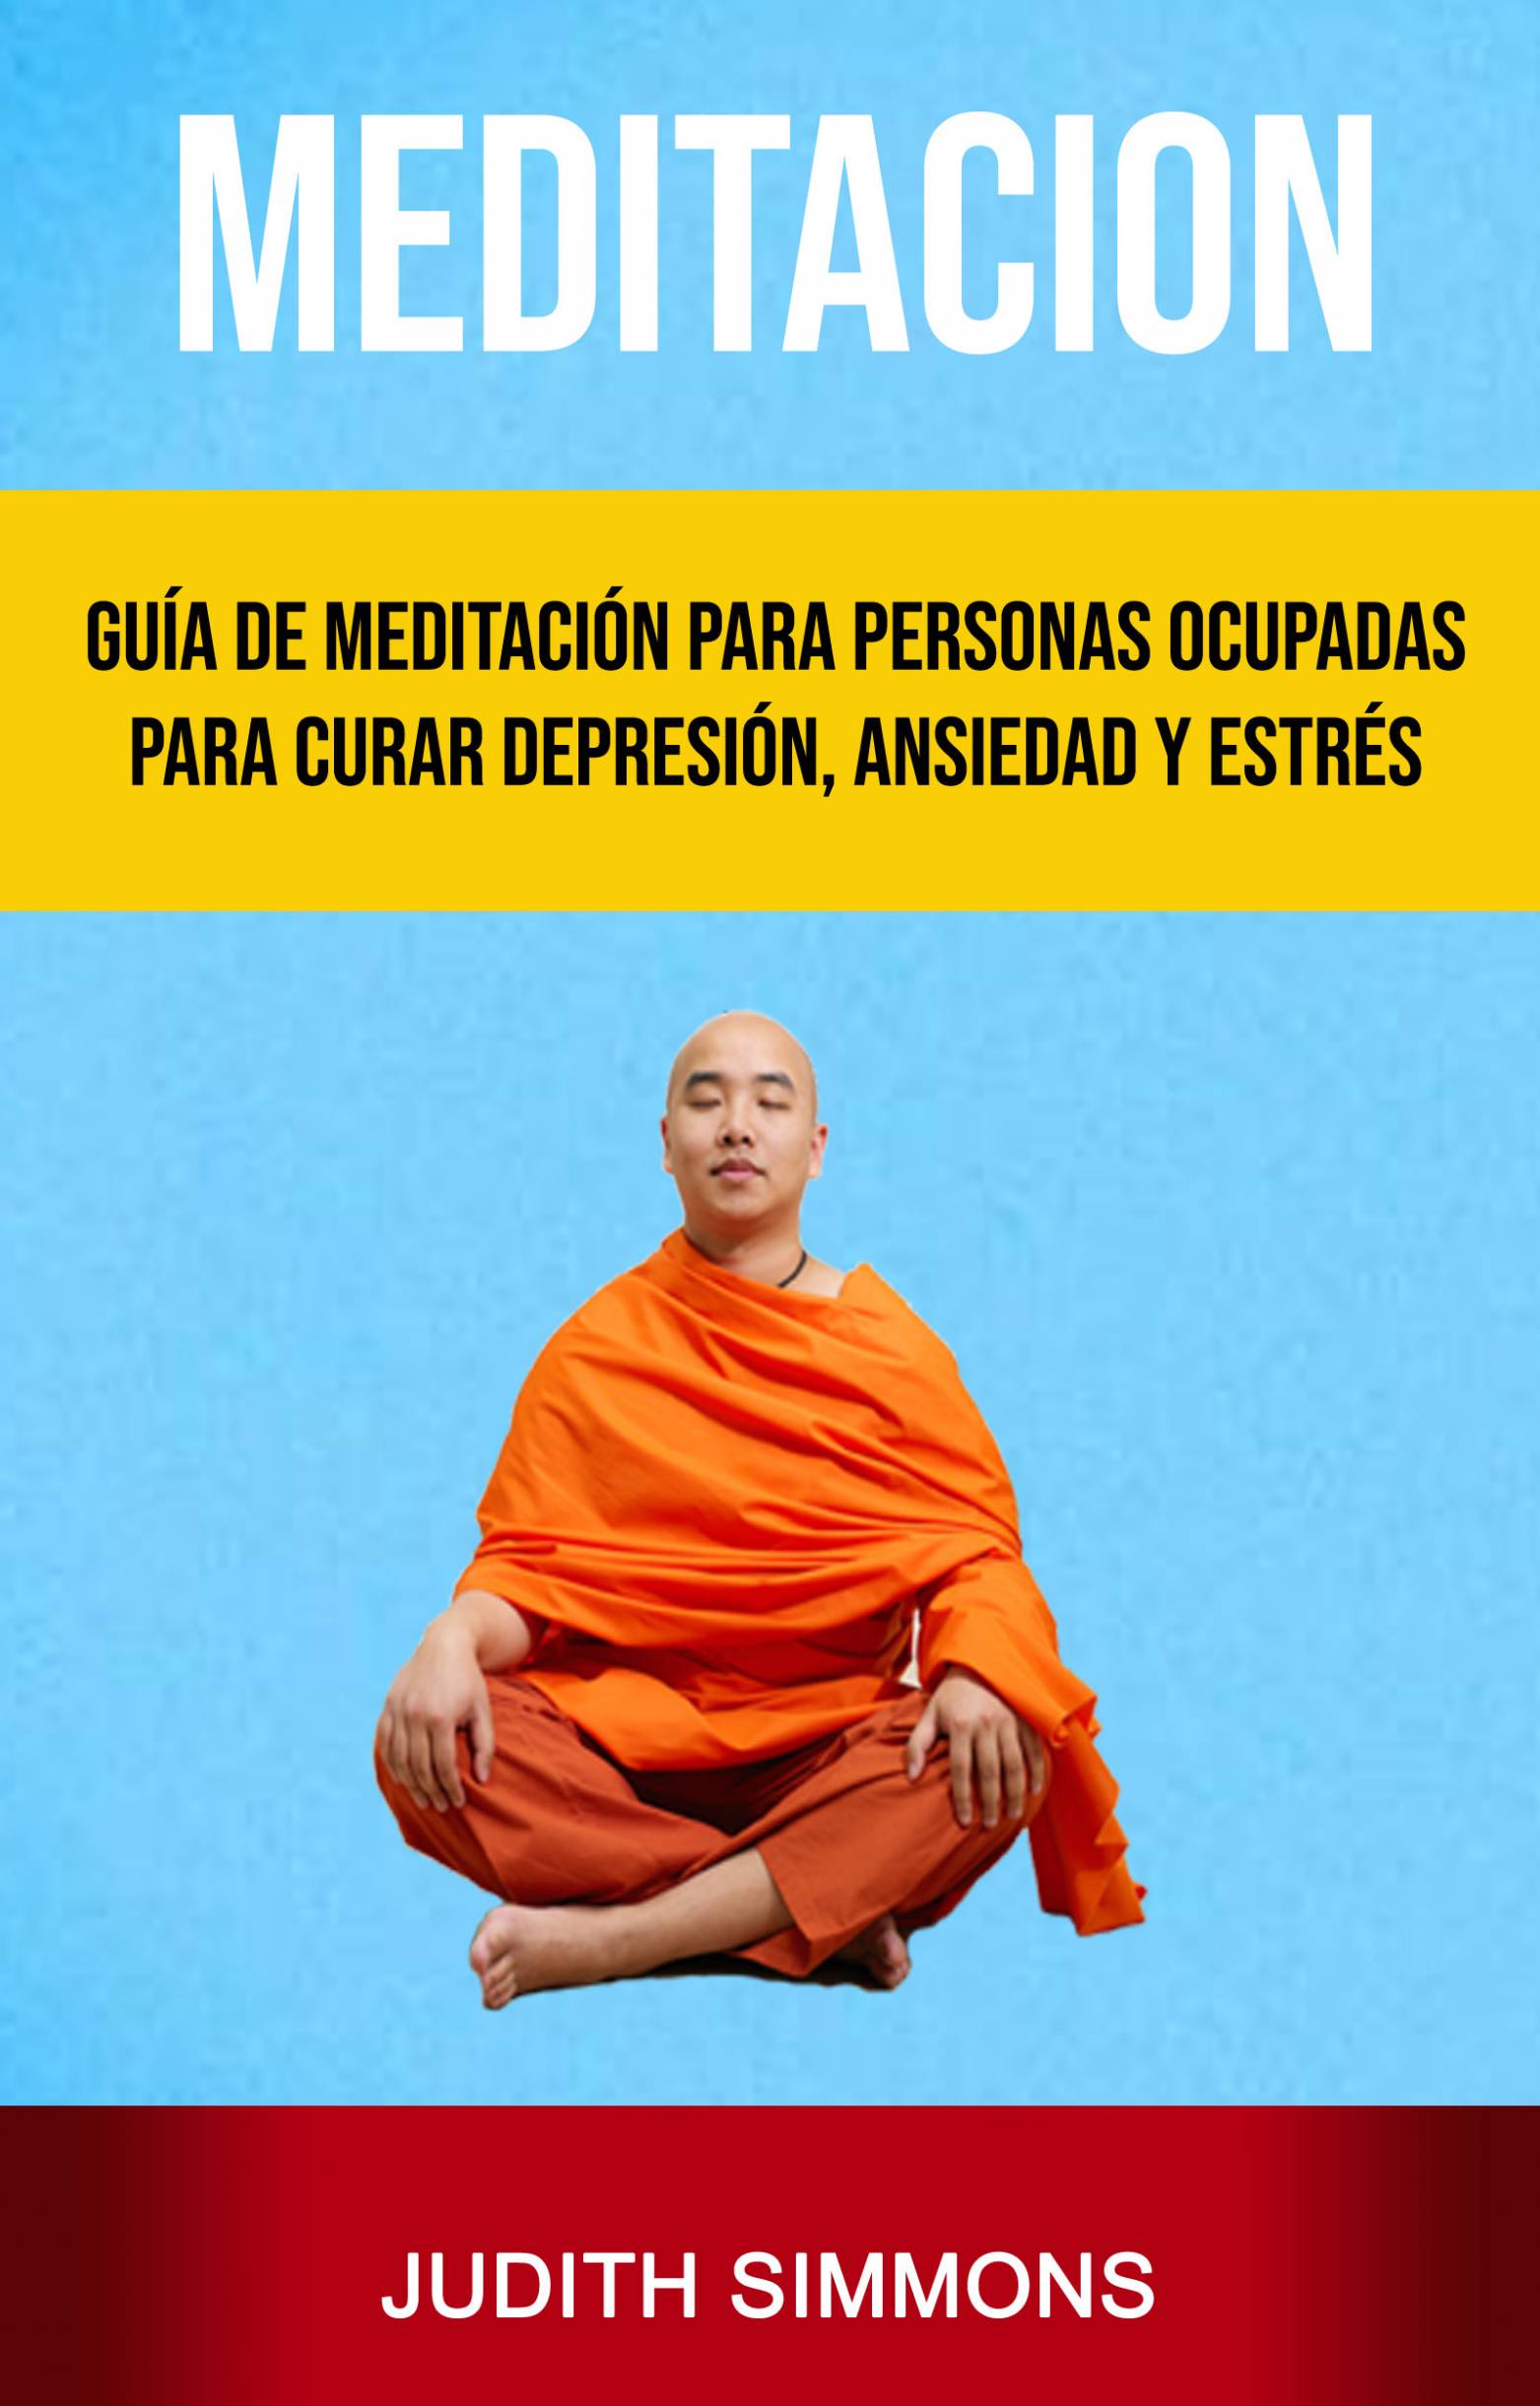 MEDITACION
GUÍA DE MEDITACIÓN PARA PERSONAS OCUPADAS
PARA CURAR DEPRESIÓN, ANSIEDAD Y ESTRÉS
JUDITH SIMMONS